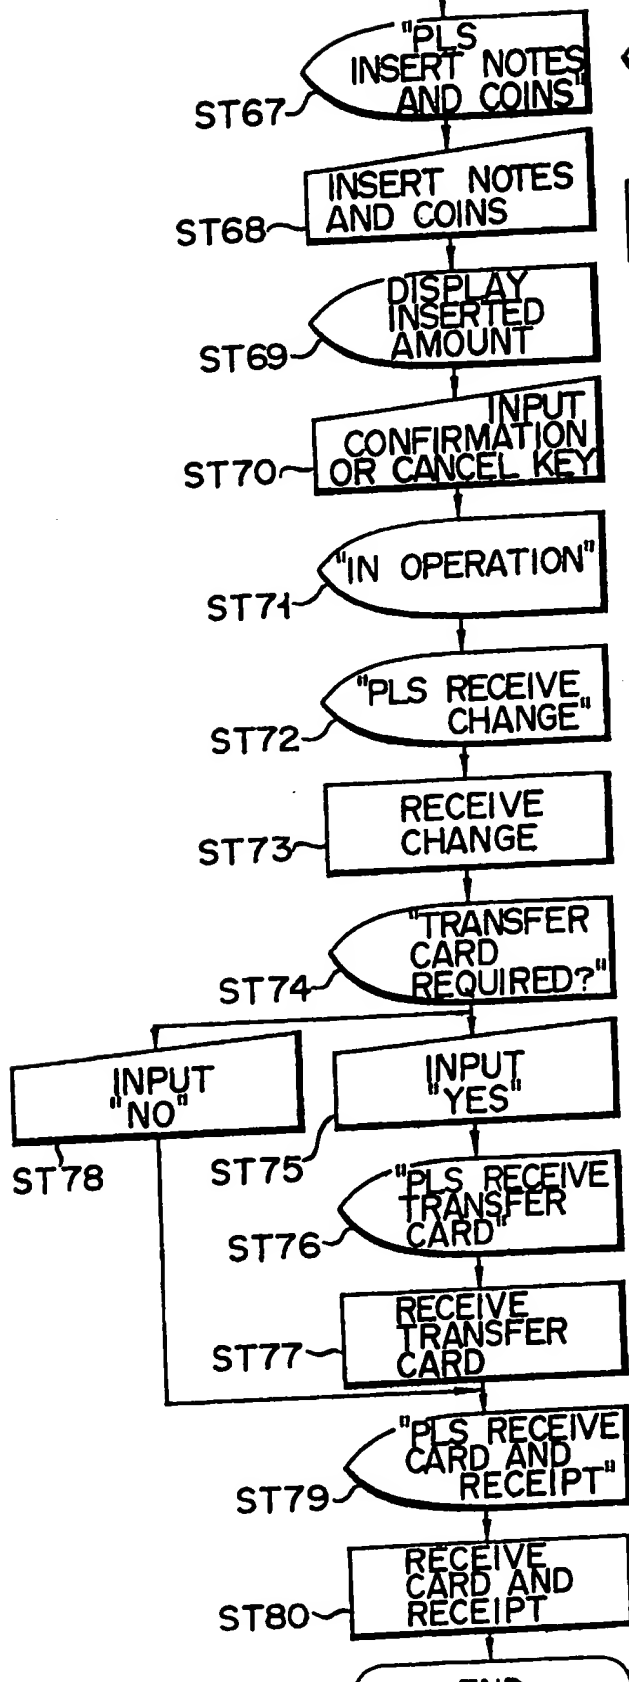 "PLS
INSERT NOTES
AND COINS"
ST67
INSERT NOTES
AND COINS
ST68
DISPLAY
INSERTED
AMOUNT
ST69
INPUT
CONFIRMATION
OR CANCEL KEY
ST70
"IN OPERATION"
ST71
"PLS RECEIVE
CHANGE"
ST72
RECEIVE
CHANGE
ST73
"TRANSFER
CARD
REQUIRED?"
ST74
INPUT
"NO"
ST78
INPUT
"YES"
ST75
"PLS RECEIVE
TRANSFER
CARD"
ST76
RECEIVE
TRANSFER
CARD
ST77
"PLS RECEIVE
CARD AND
RECEIPT"
ST79
RECEIVE
CARD AND
RECEIPT
ST80
END